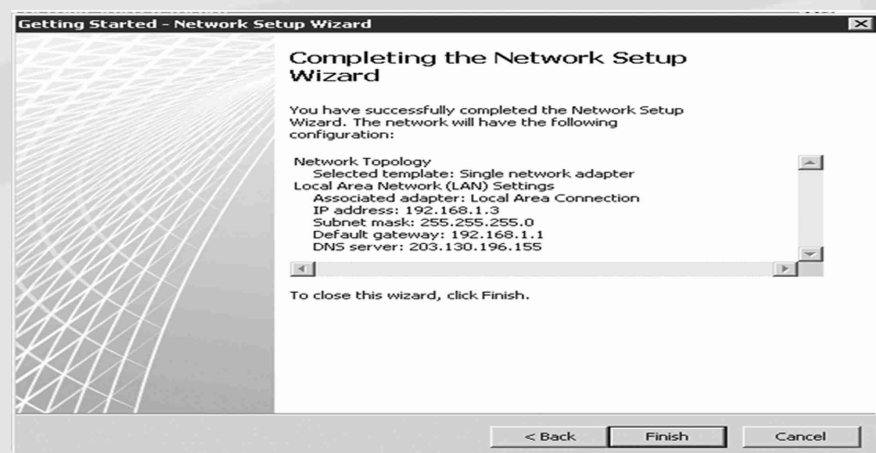 Getting Started - Network Setup Wizard
Completing the Network Setup
Wizard
You have successfully completed the Network Setup
Wizard. The network will have the following
configuration:
Network Topology
Selected template: Single network adapter
Local Area Network (LAN) Settings
Associated adapter: Local Area Connection
IP address: 192.168.1.3
Subnet mask: 255.255.255.0
Default gateway: 192.168.1.1
DNS server: 203.130.196.155
To close this wizard, click Finish.
< Back Finish Cancel